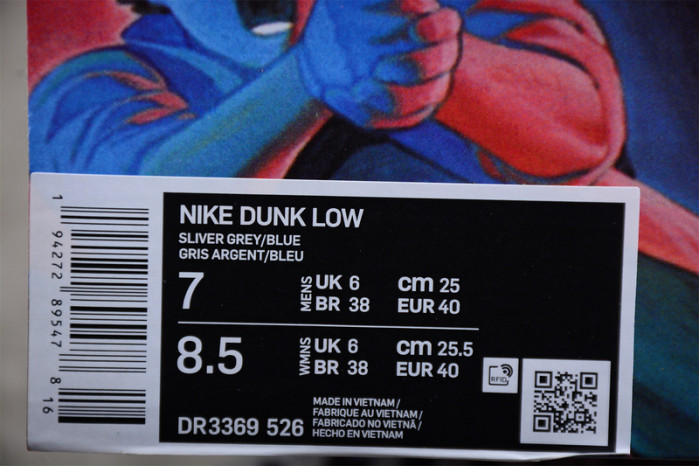 NIKE DUNK LOW
SLIVER GREY/BLUE
GRIS ARGENT/BLEU
7 MENS UK 6 cm 25
BR 38 EUR 40
8.5 WMNS UK 6 cm 25.5
BR 38 EUR 40
RFID
DR3369 526
MADE IN VIETNAM /
FABRIQUE AU VIETNAM /
FABRICADO NO VIETNÃ /
HECHO EN VIETNAM
1 94272 89547 8 16